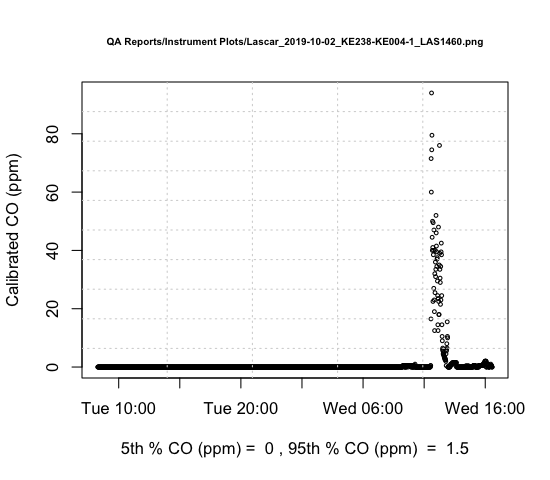 QA Reports/Instrument Plots/Lascar_2019-10-02_KE238-KE004-1_LAS1460.png
Calibrated CO (ppm)
80
60
40
20
0
Tue 10:00 Tue 20:00 Wed 06:00 Wed 16:00
5th % CO (ppm) = 0 , 95th % CO (ppm) = 1.5